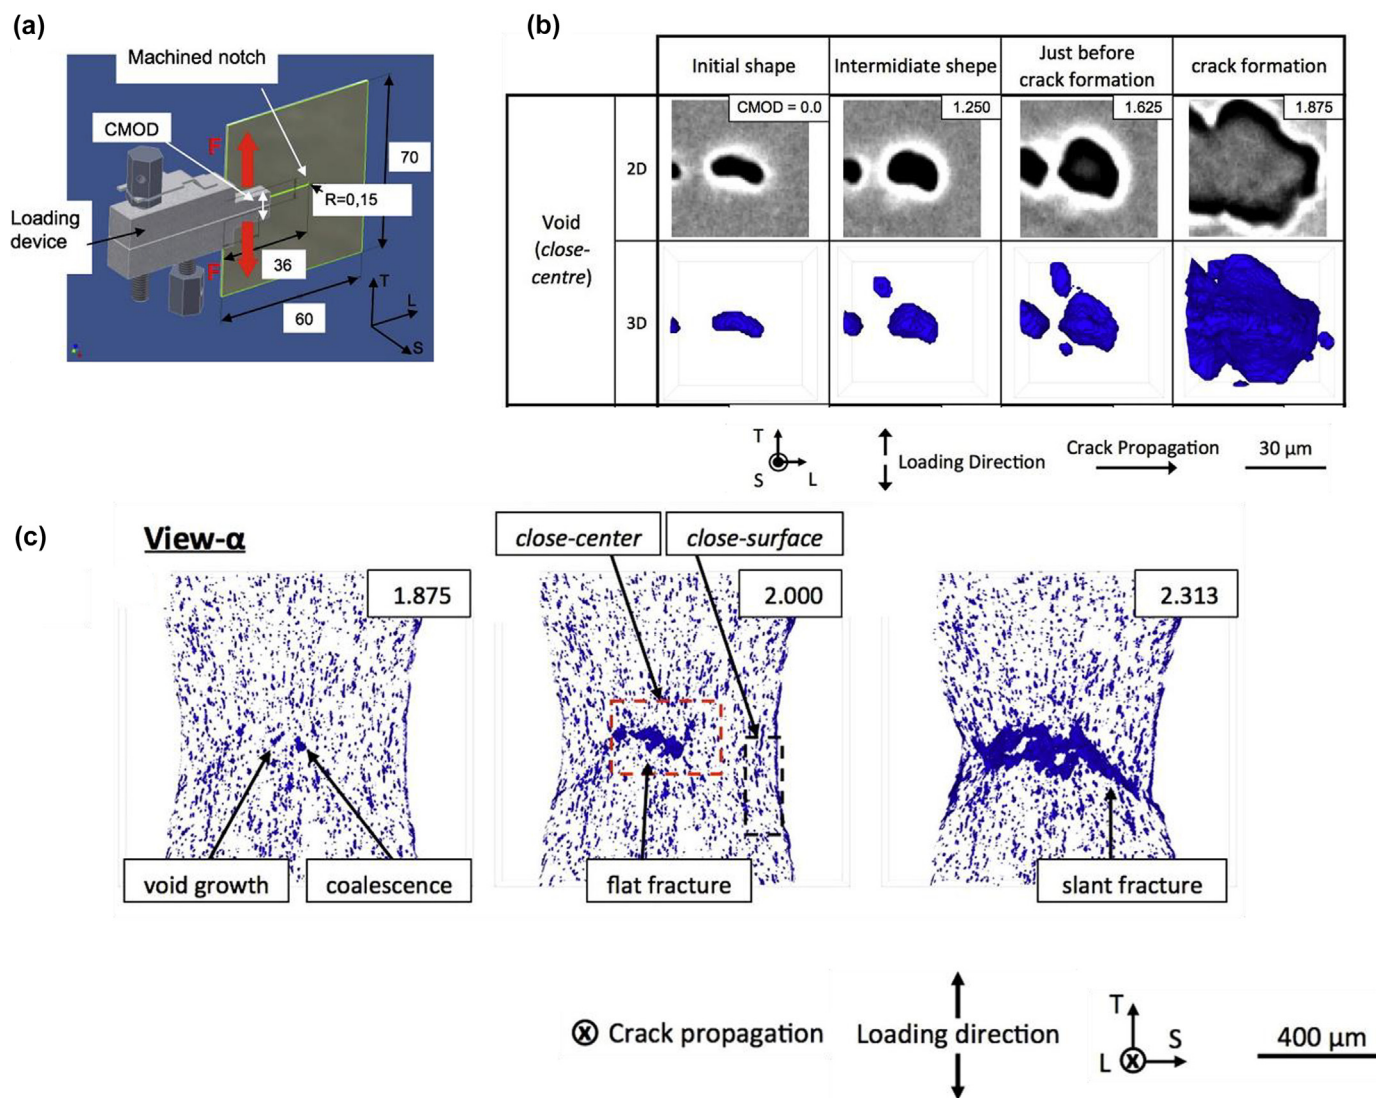 (a)
Machined notch
CMOD
F
70
R=0,15
Loading
device
F
36
60
T
L
S
(b)
Initial shape
Intermidiate shepe
Just before
crack formation
crack formation
Void
(close-
centre)
2D
CMOD = 0.0
1.250
1.625
1.875
3D
T
S
L
Loading Direction
Crack Propagation
30 μm
(c)
View-α
close-center
close-surface
1.875
2.000
2.313
void growth
coalescence
flat fracture
slant fracture
Crack propagation
Loading direction
T
S
L
400 μm